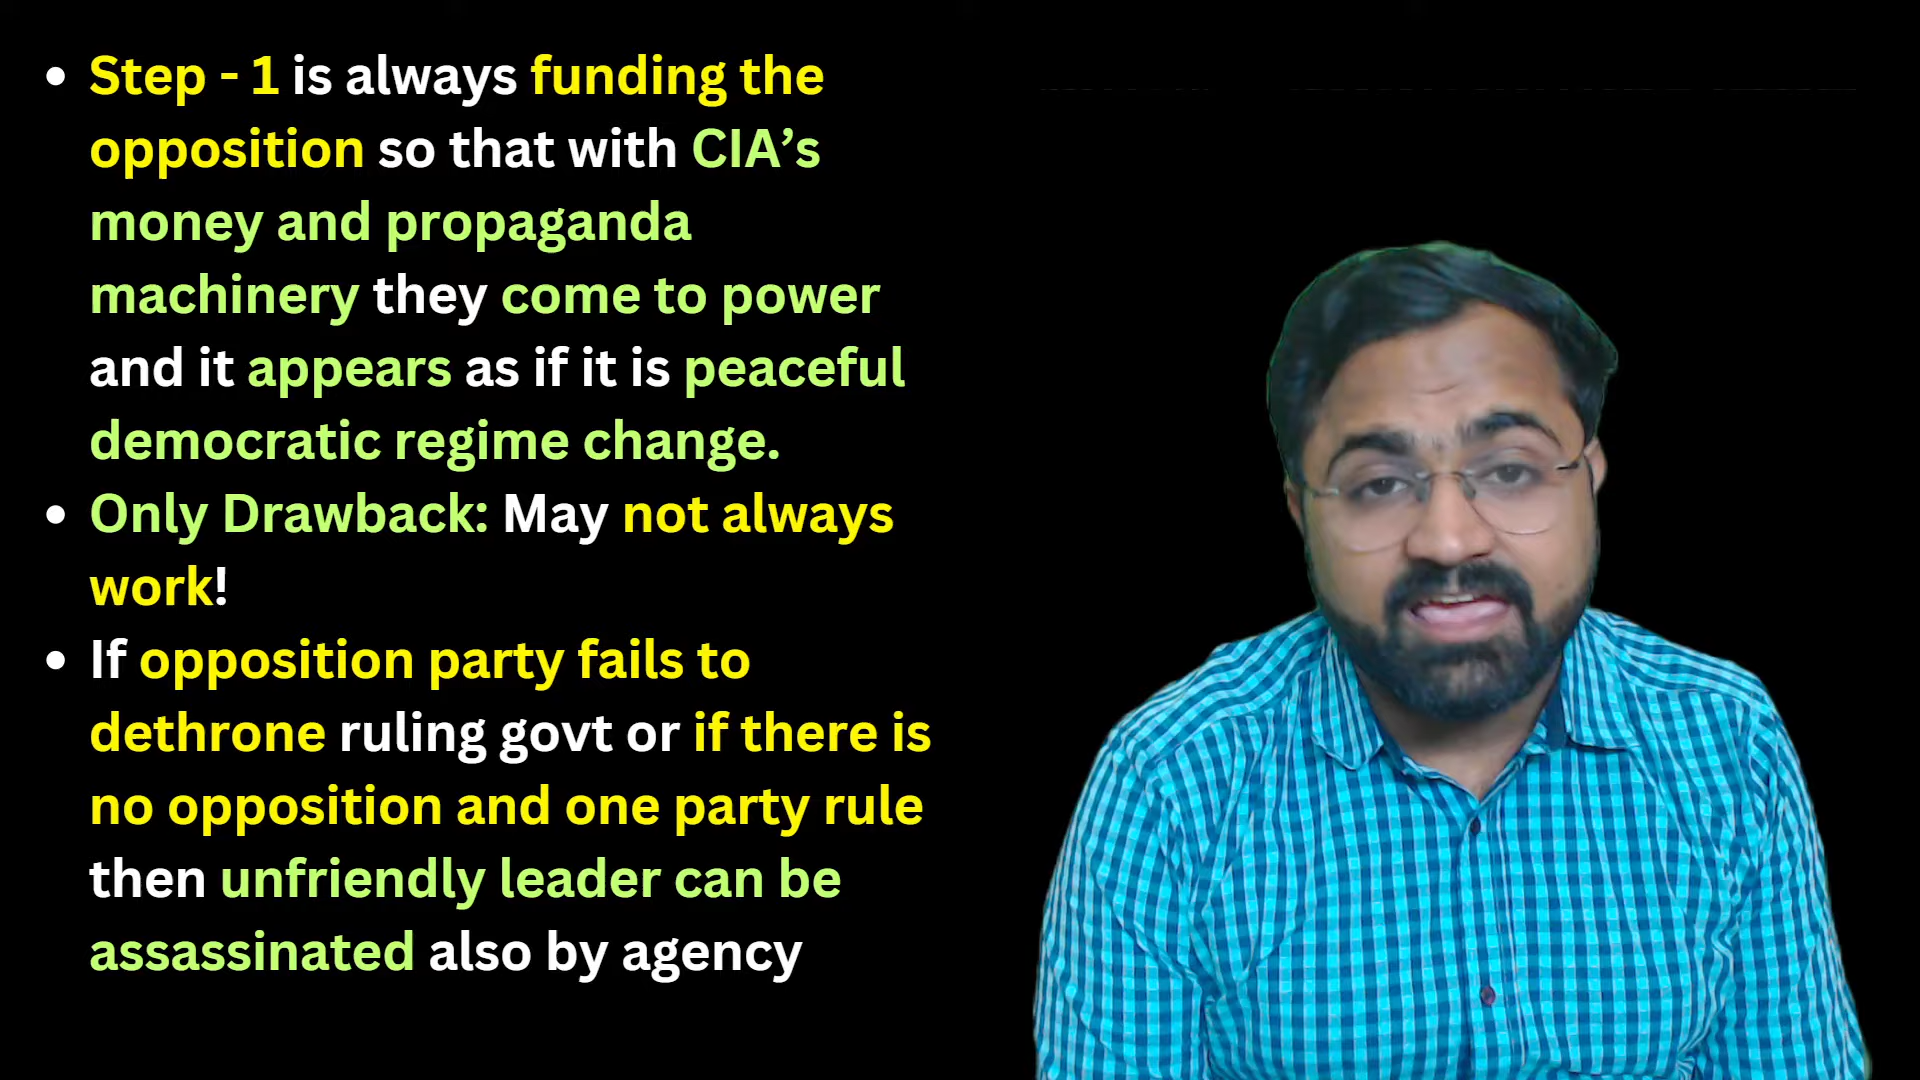 • Step - 1 is always funding the
opposition so that with CIA’s
money and propaganda
machinery they come to power
and it appears as if it is peaceful
democratic regime change.
• Only Drawback: May not always
work!
• If opposition party fails to
dethrone ruling govt or if there is
no opposition and one party rule
then unfriendly leader can be
assassinated also by agency